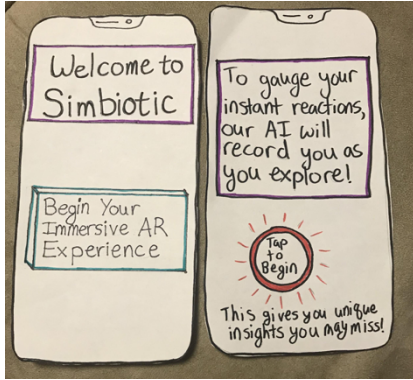 Welcome to
Simbiotic
Begin Your
Immersive AR
Experience
To gauge your
instant reactions,
our AI will
record you as
you explore!
Tap
to
Begin
This gives you unique
insights you may miss!